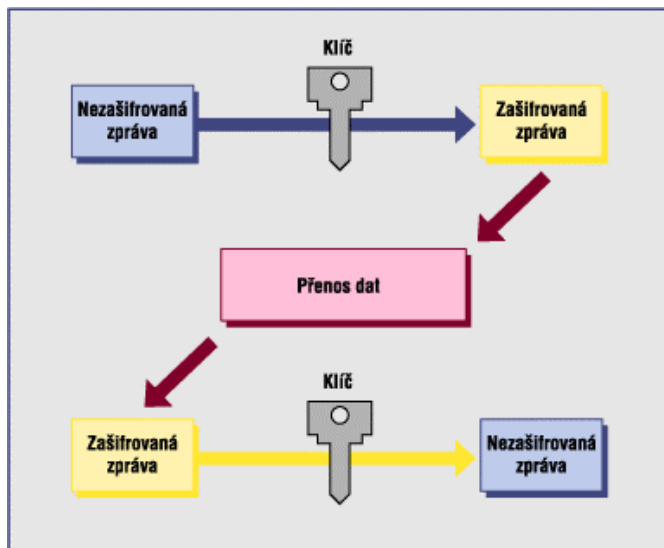 Klíč
Nezašifrovaná
zpráva
Zašifrovaná
zpráva
Přenos dat
Klíč
Zašifrovaná
zpráva
Nezašifrovaná
zpráva